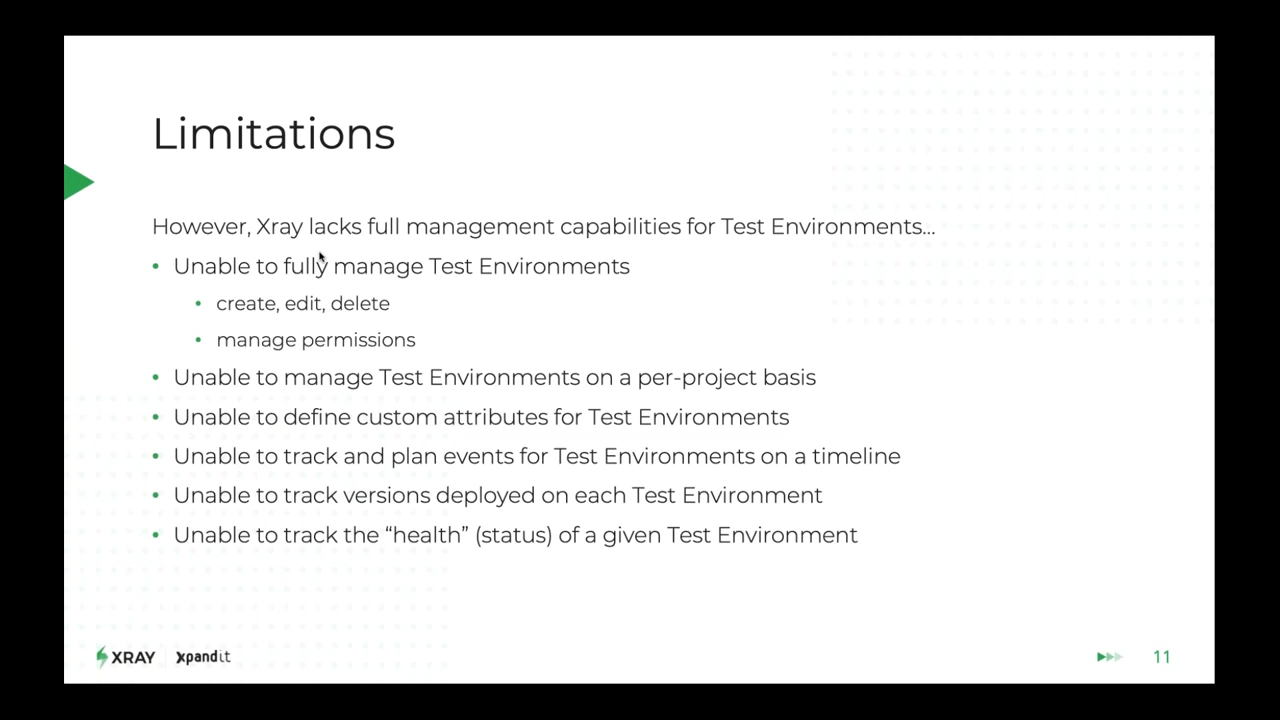 Limitations
However, Xray lacks full management capabilities for Test Environments...
• Unable to fully manage Test Environments
• create, edit, delete
• manage permissions
• Unable to manage Test Environments on a per-project basis
• Unable to define custom attributes for Test Environments
• Unable to track and plan events for Test Environments on a timeline
• Unable to track versions deployed on each Test Environment
• Unable to track the “health” (status) of a given Test Environment
XRAY xpandit 11